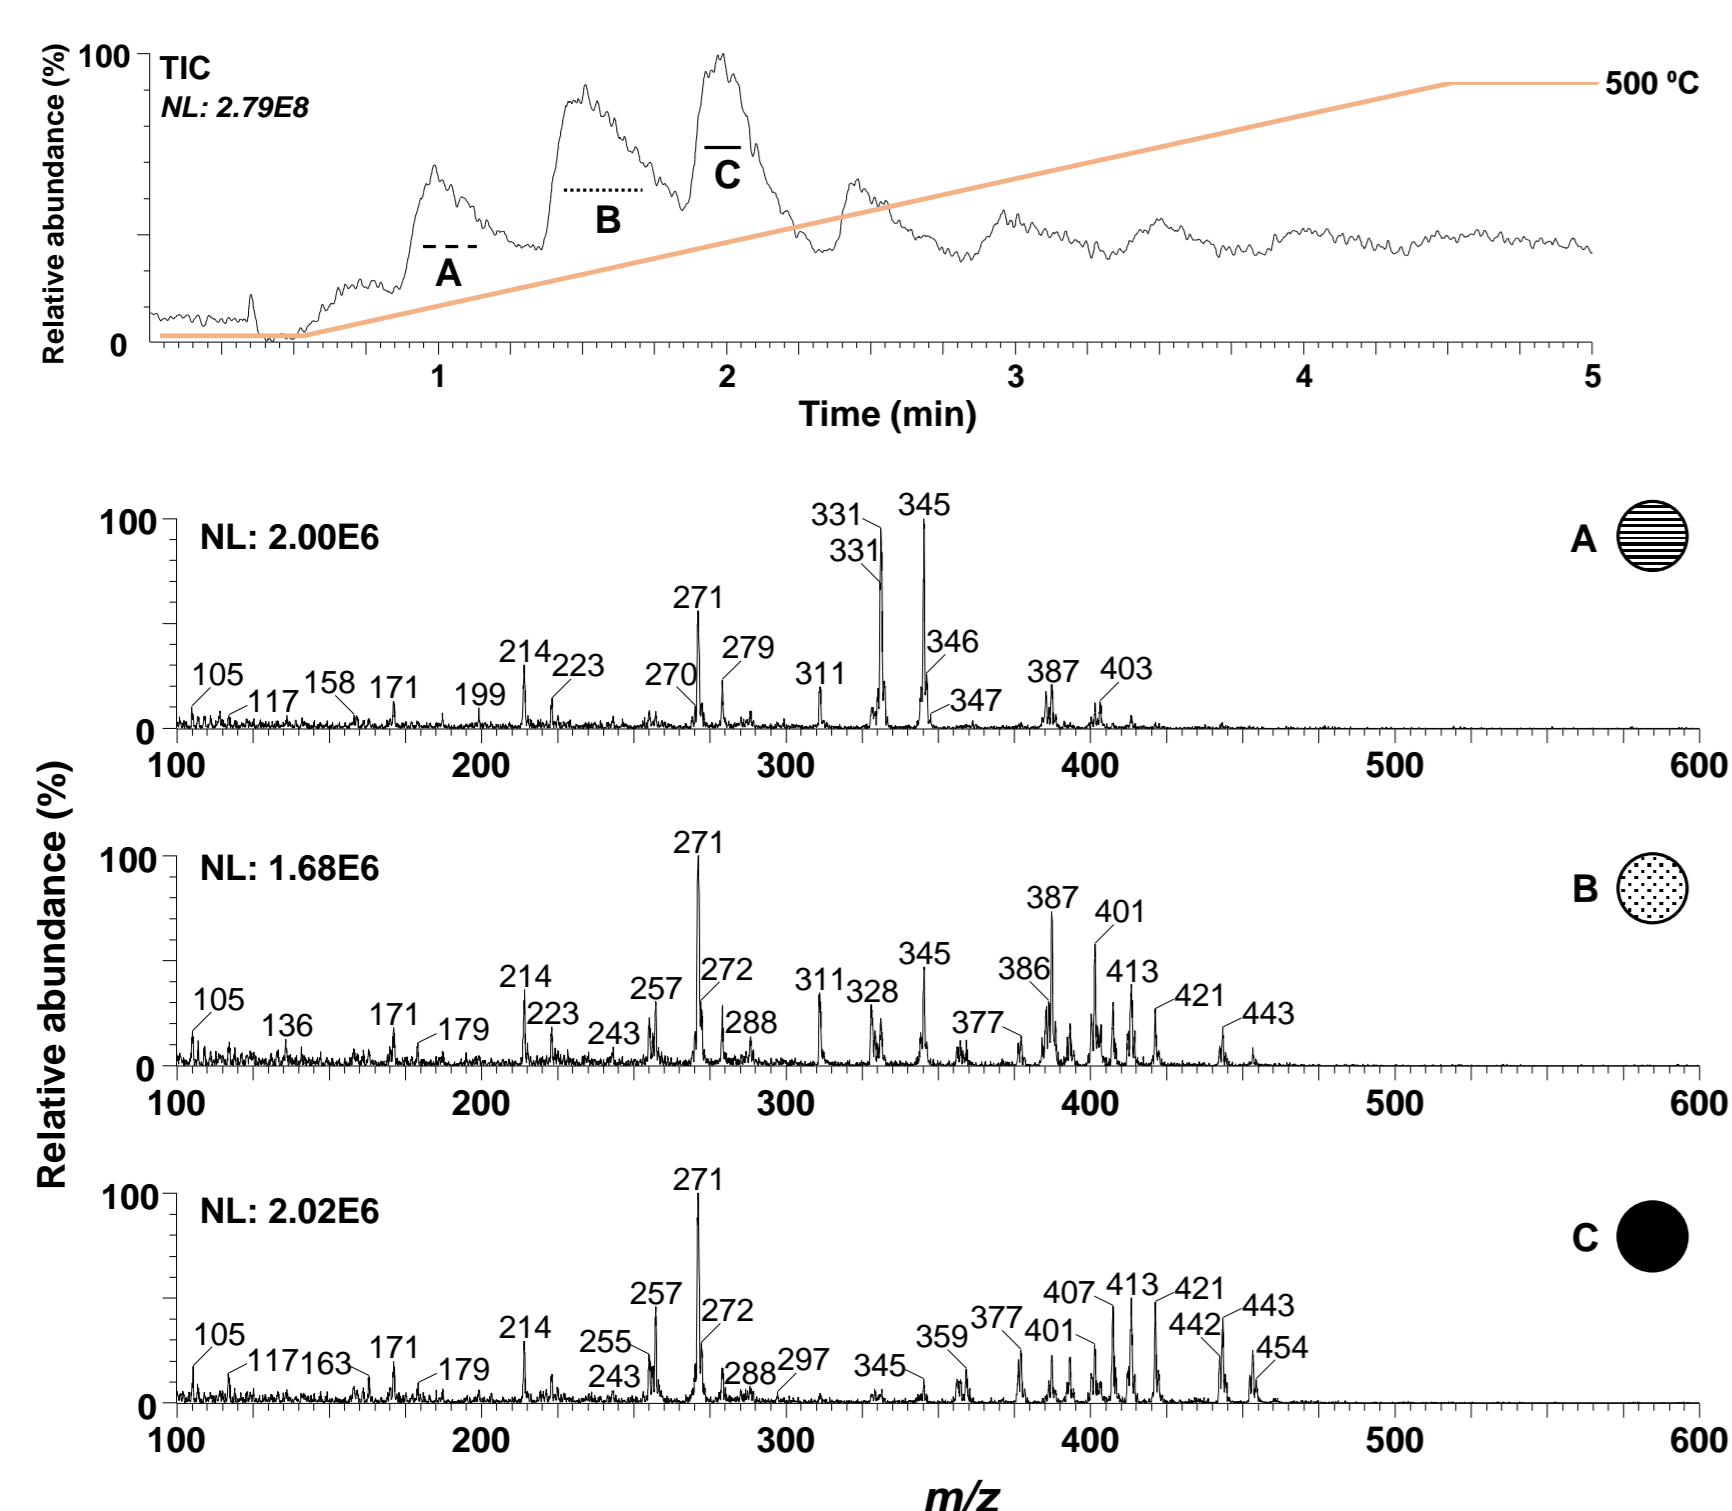 Relative abundance (%)
100
0
TIC
NL: 2.79E8
A
B
C
500 ºC
1 2 3 4 5
Time (min)
Relative abundance (%)
100
0
NL: 2.00E6
A
105 117 158 171 199 214 223 270 271 279 311 331 331 345 346 347 387 403
100 200 300 400 500 600
100
0
NL: 1.68E6
B
105 136 171 179 214 223 243 257 271 272 288 311 328 345 377 386 387 401 413 421 443
100 200 300 400 500 600
100
0
NL: 2.02E6
C
105 117 163 171 179 214 243 255 257 271 272 288 297 345 359 377 401 407 413 421 442 443 454
100 200 300 400 500 600
m/z